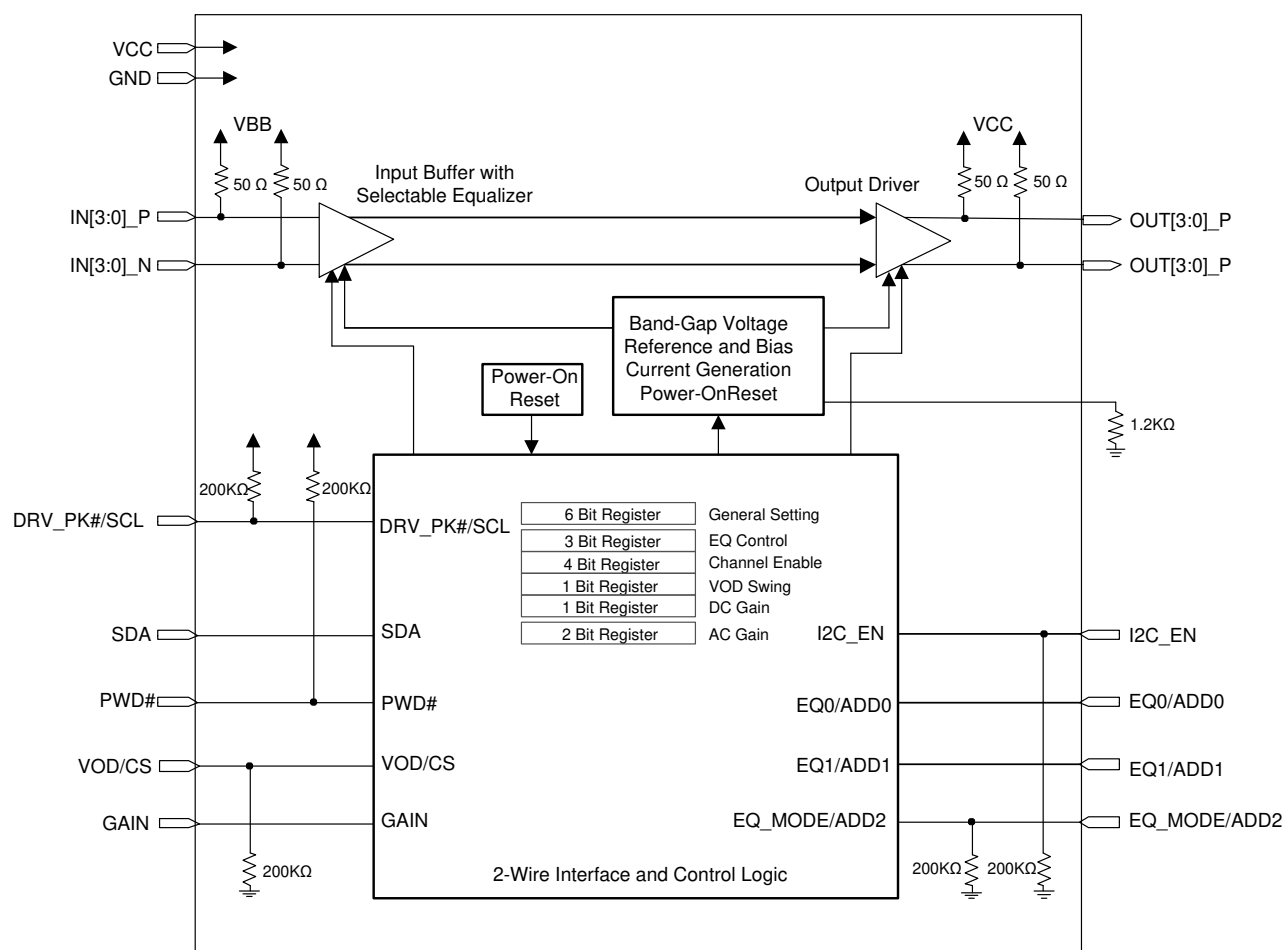 VCC
GND
VBB
VCC
50 Ω
50 Ω
Input Buffer with
Selectable Equalizer
Output Driver
50 Ω
50 Ω
IN[3:0]_P
OUT[3:0]_P
IN[3:0]_N
OUT[3:0]_P
Band-Gap Voltage
Reference and Bias
Current Generation
Power-OnReset
Power-On
Reset
1.2KΩ
200KΩ
200KΩ
DRV_PK#/SCL
DRV_PK#/SCL
6 Bit Register
General Setting
3 Bit Register
EQ Control
4 Bit Register
Channel Enable
1 Bit Register
VOD Swing
1 Bit Register
DC Gain
2 Bit Register
AC Gain
SDA
SDA
I2C_EN
I2C_EN
PWD#
PWD#
EQ0/ADD0
EQ0/ADD0
VOD/CS
VOD/CS
EQ1/ADD1
EQ1/ADD1
GAIN
GAIN
EQ_MODE/ADD2
EQ_MODE/ADD2
200KΩ
200KΩ
200KΩ
2-Wire Interface and Control Logic